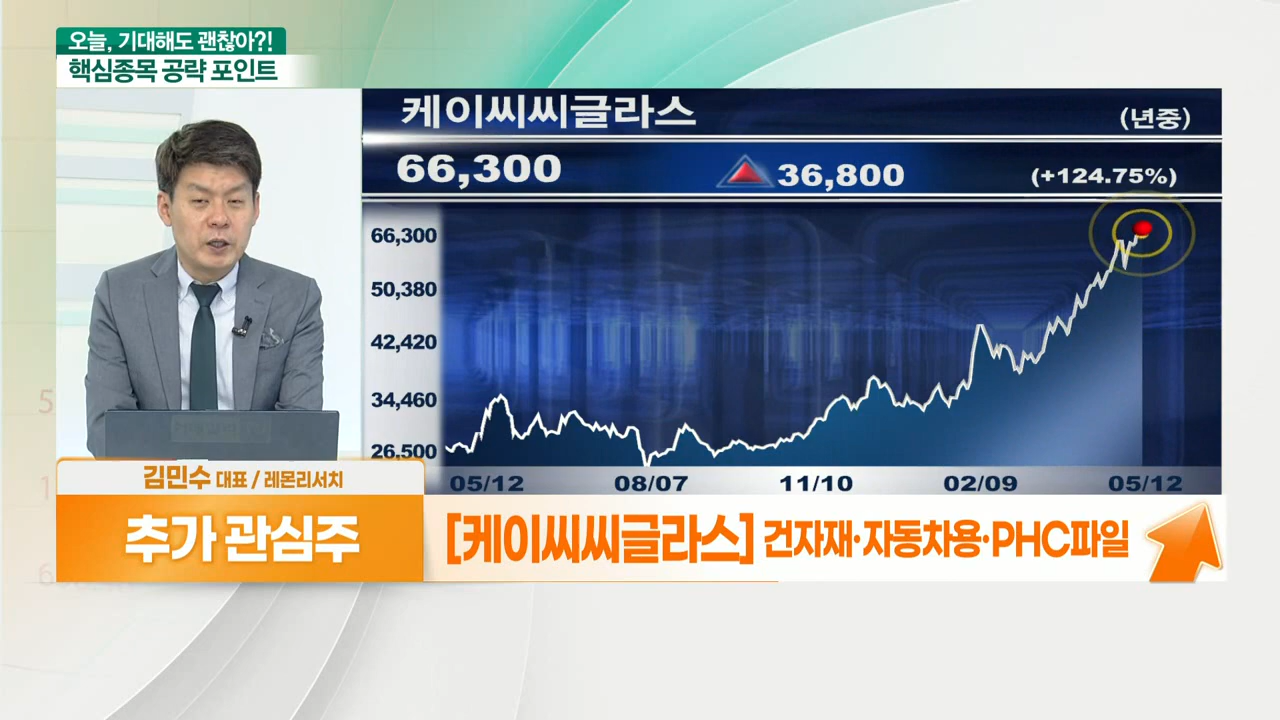 오늘, 기대해도 괜찮아?!
핵심종목 공략 포인트
케이씨씨글라스
(년중)
66,300
36,800
(+124.75%)
66,300
50,380
42,420
34,460
26,500
05/12
08/07
11/10
02/09
05/12
김민수 대표 / 레몬리서치
추가 관심주
[케이씨씨글라스] 건자재·자동차용·PHC파일
5
1
6